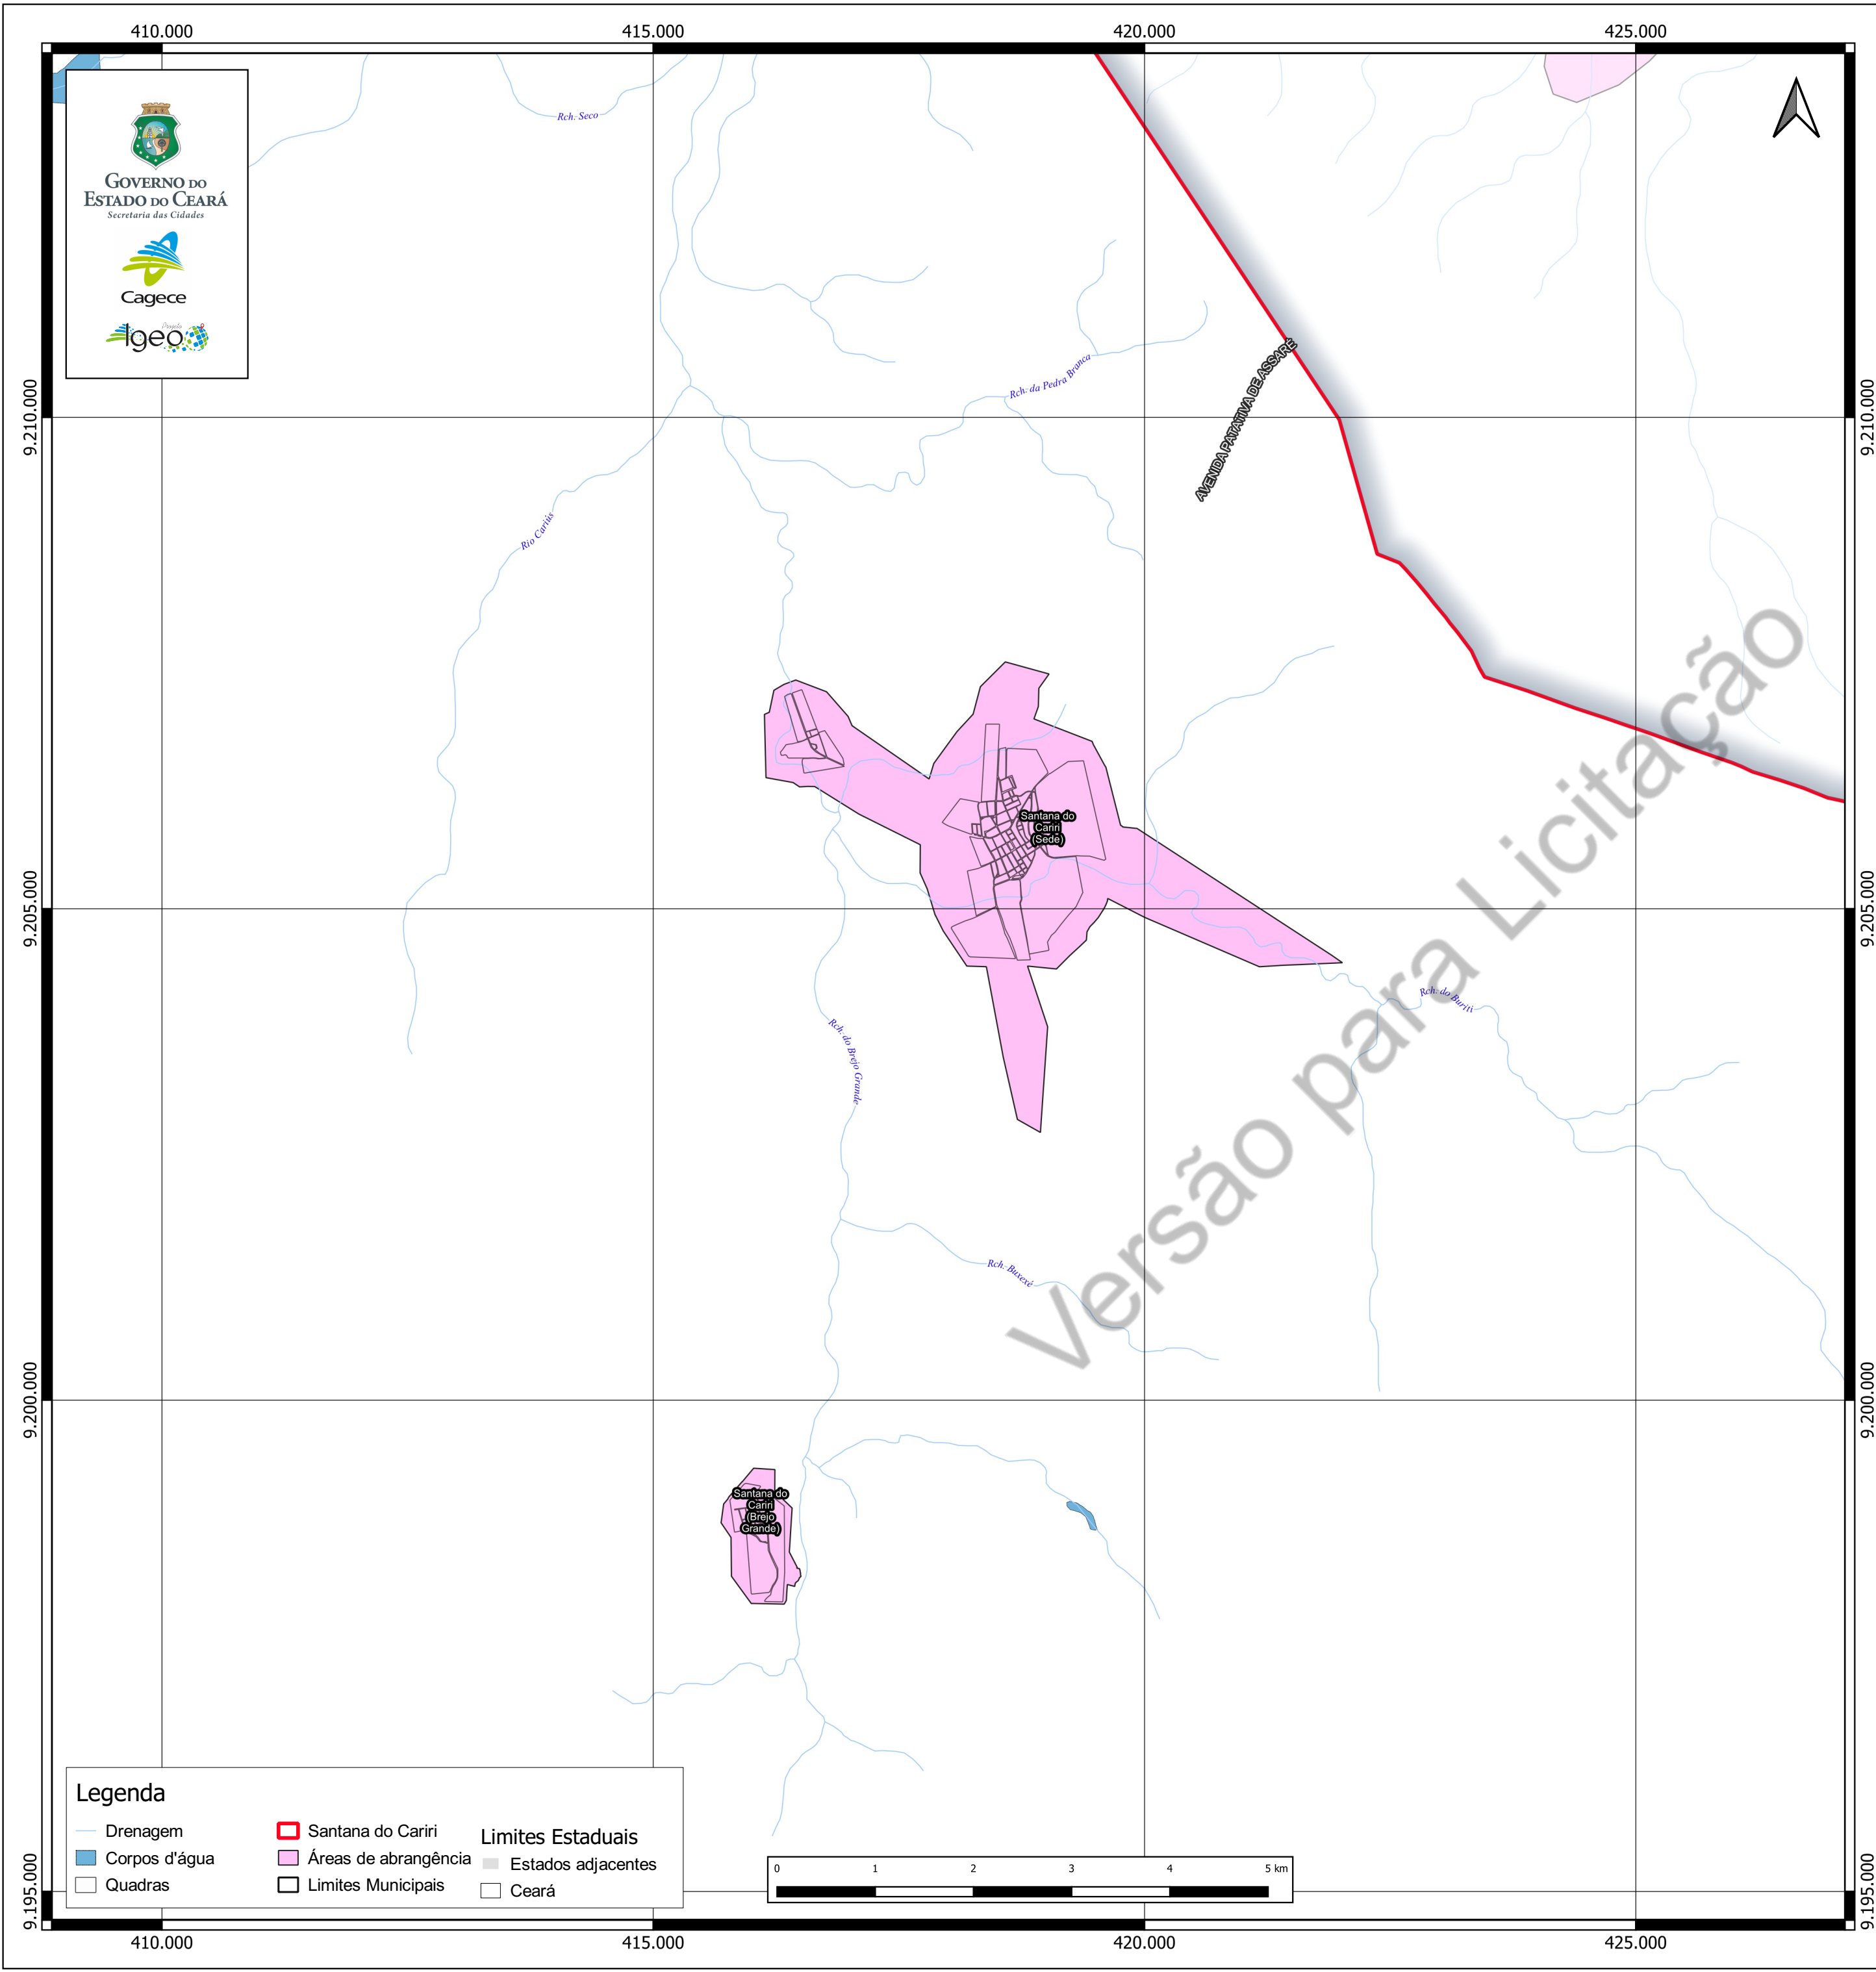 410.000
415.000
420.000
425.000
GOVERNO DO
ESTADO DO CEARÁ
Secretaria das Cidades
Cagece
Projeto
Igeo
Rch. Seco
Rch. da Pedra Branca
AVENIDA PATATIVA DE ASSARÉ
9.210.000
9.210.000
Rio Cariús
Santana do
Cariri
(Sede)
9.205.000
9.205.000
Rch. do Buriti
Rch. do Brejo Grande
Rch. Buxexé
Versão para Licitação
9.200.000
9.200.000
Santana do
Cariri
(Brejo
Grande)
Legenda
Drenagem
Corpos d'água
Quadras
Santana do Cariri
Áreas de abrangência
Limites Municipais
Limites Estaduais
Estados adjacentes
Ceará
0 1 2 3 4 5 km
9.195.000
9.195.000
410.000
415.000
420.000
425.000